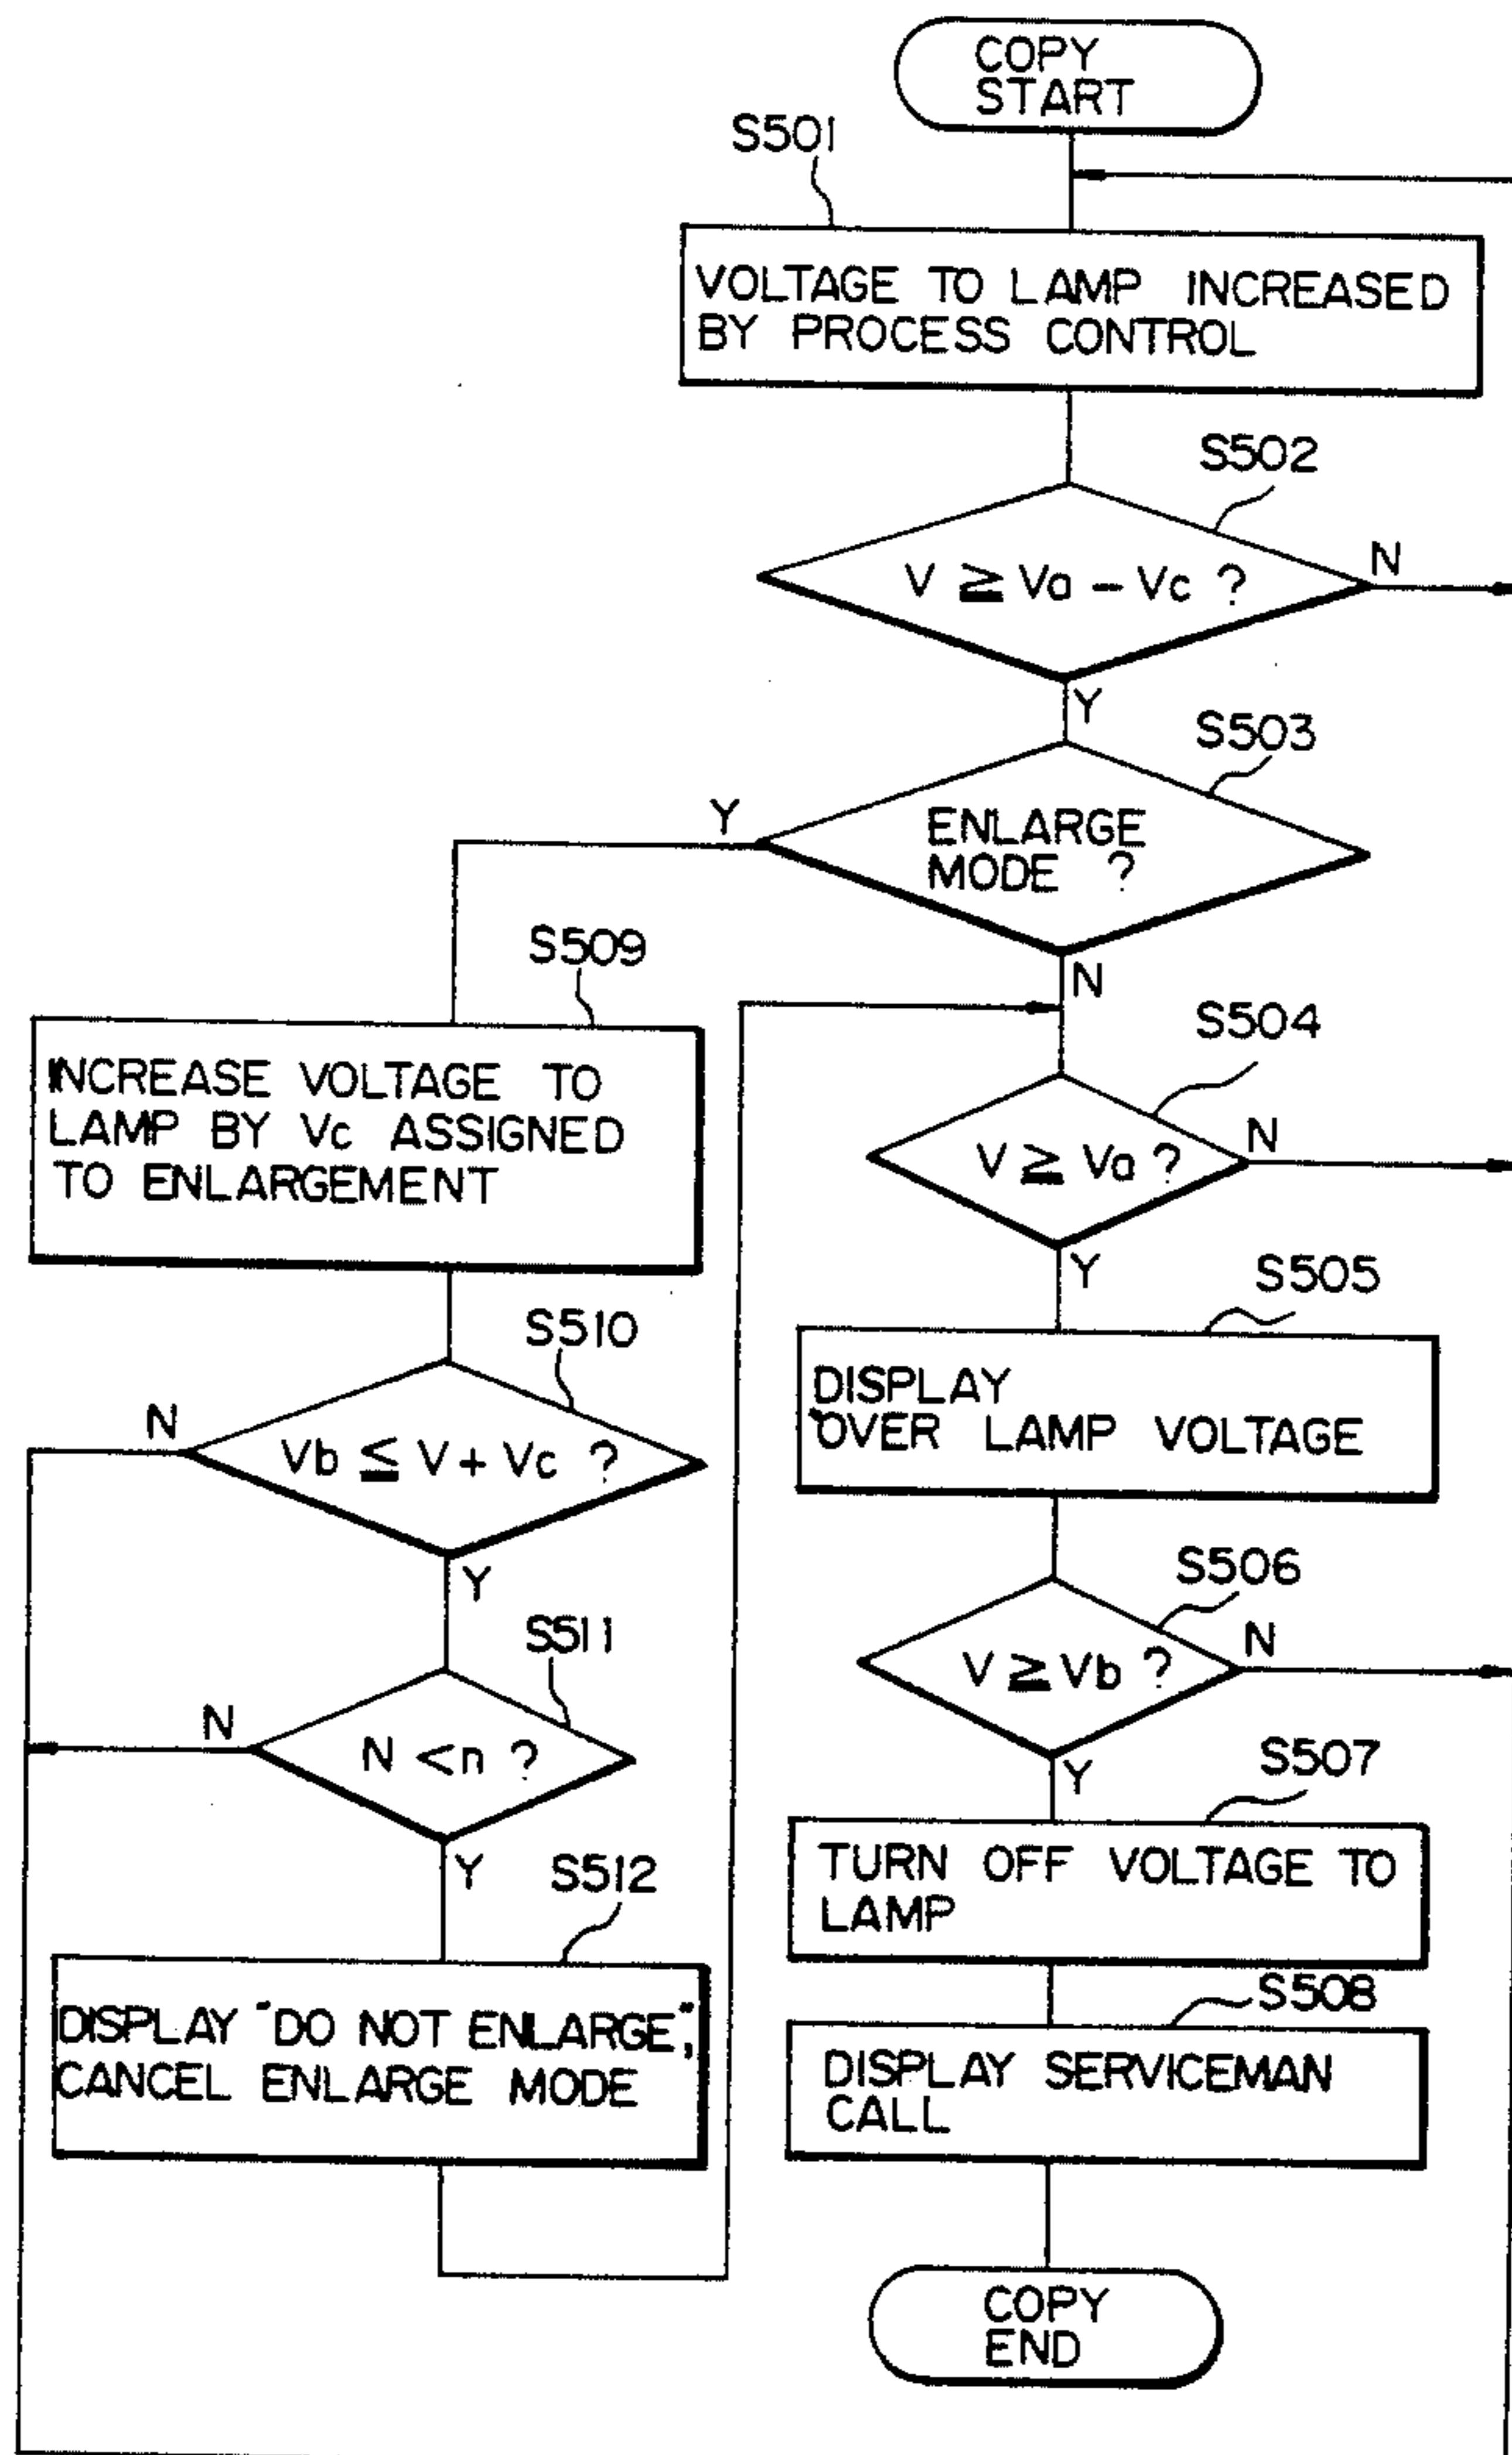 COPY
START
S501
VOLTAGE TO LAMP INCREASED
BY PROCESS CONTROL
S502
V ≧ Va - Vc ?
N
Y
S503
ENLARGE
MODE ?
Y
N
S509
INCREASE VOLTAGE TO
LAMP BY Vc ASSIGNED
TO ENLARGEMENT
S504
V ≧ Va ?
N
Y
S505
DISPLAY
"OVER LAMP VOLTAGE
S510
Vb ≦ V + Vc ?
N
Y
S506
V ≧ Vb ?
N
Y
S511
N < n ?
N
Y
S507
TURN OFF VOLTAGE TO
LAMP
S512
DISPLAY "DO NOT ENLARGE",
CANCEL ENLARGE MODE
S508
DISPLAY SERVICEMAN
CALL
COPY
END